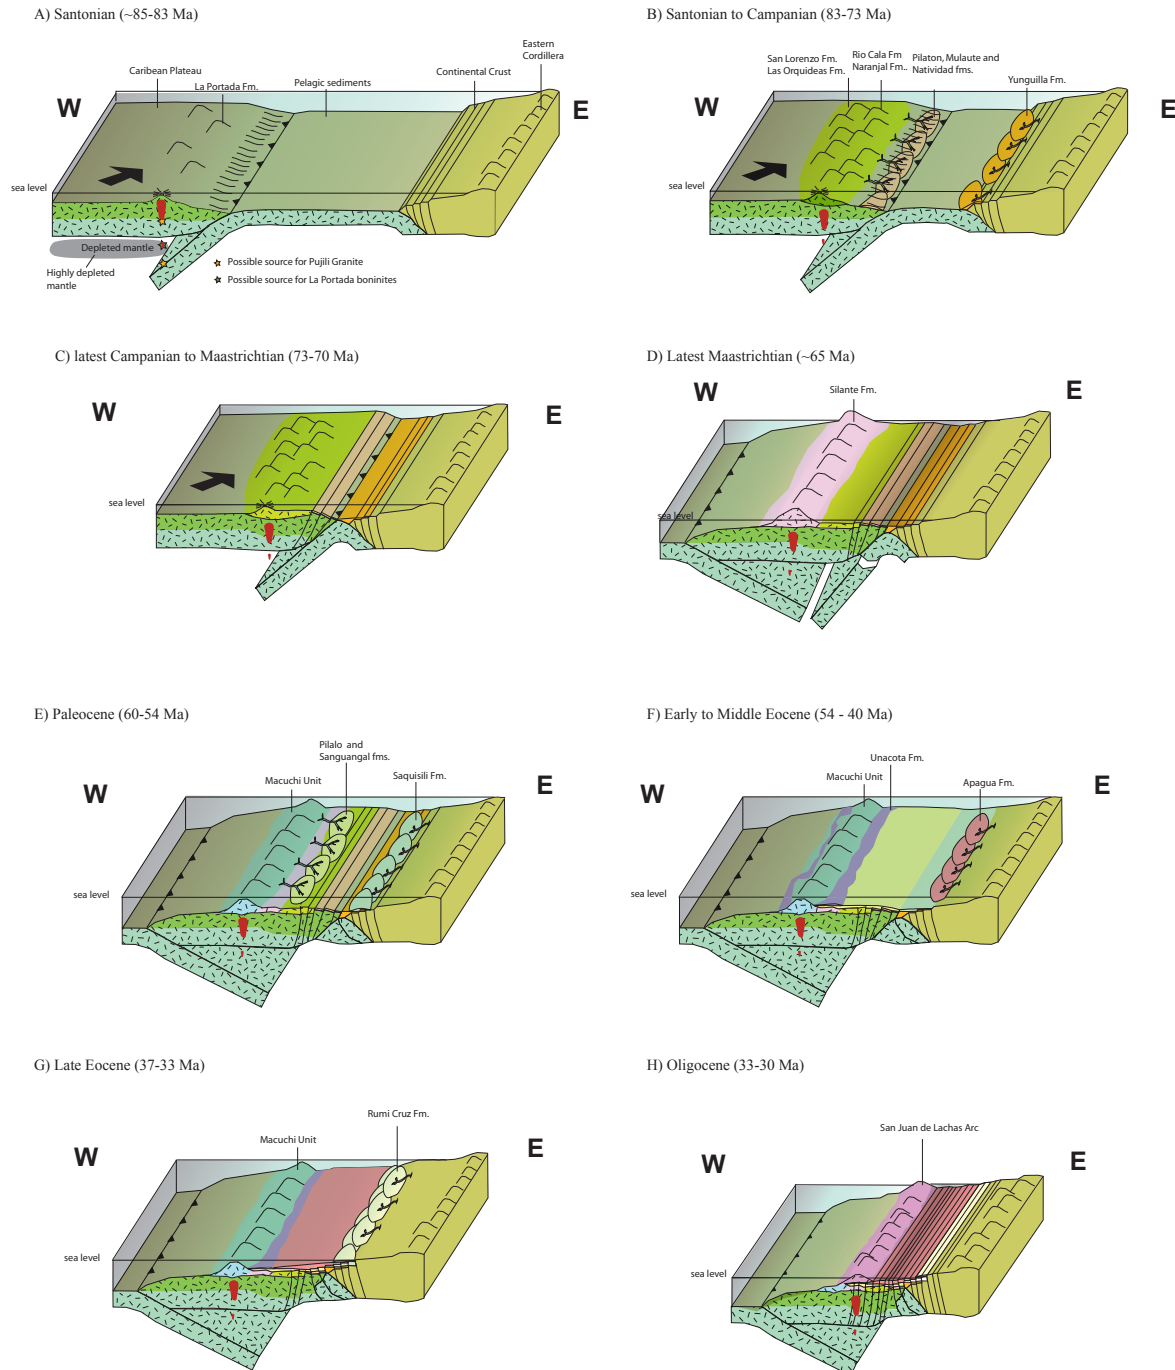 A) Santonian (~85-83 Ma)
Caribean Plateau
La Portada Fm.
Pelagic sediments
Continental Crust
Eastern
Cordillera
W
E
sea level
Depleted mantle
Highly depleted
mantle
Possible source for Pujili Granite
Possible source for La Portada boninites
B) Santonian to Campanian (83-73 Ma)
San Lorenzo Fm.
Las Orquideas Fm.
Rio Cala Fm
Naranjal Fm..
Pilaton, Mulaute and
Natividad fms.
Yunguilla Fm.
W
E
sea level
C) latest Campanian to Maastrichtian (73-70 Ma)
W
E
sea level
D) Latest Maastrichtian (~65 Ma)
W
E
Silante Fm.
sea level
E) Paleocene (60-54 Ma)
Pilalo and
Sanguangal fms.
Macuchi Unit
Saquisili Fm.
W
E
sea level
F) Early to Middle Eocene (54 - 40 Ma)
Unacota Fm.
Macuchi Unit
Apagua Fm.
W
E
sea level
G) Late Eocene (37-33 Ma)
Rumi Cruz Fm.
Macuchi Unit
W
E
sea level
H) Oligocene (33-30 Ma)
San Juan de Lachas Arc
W
E
sea level